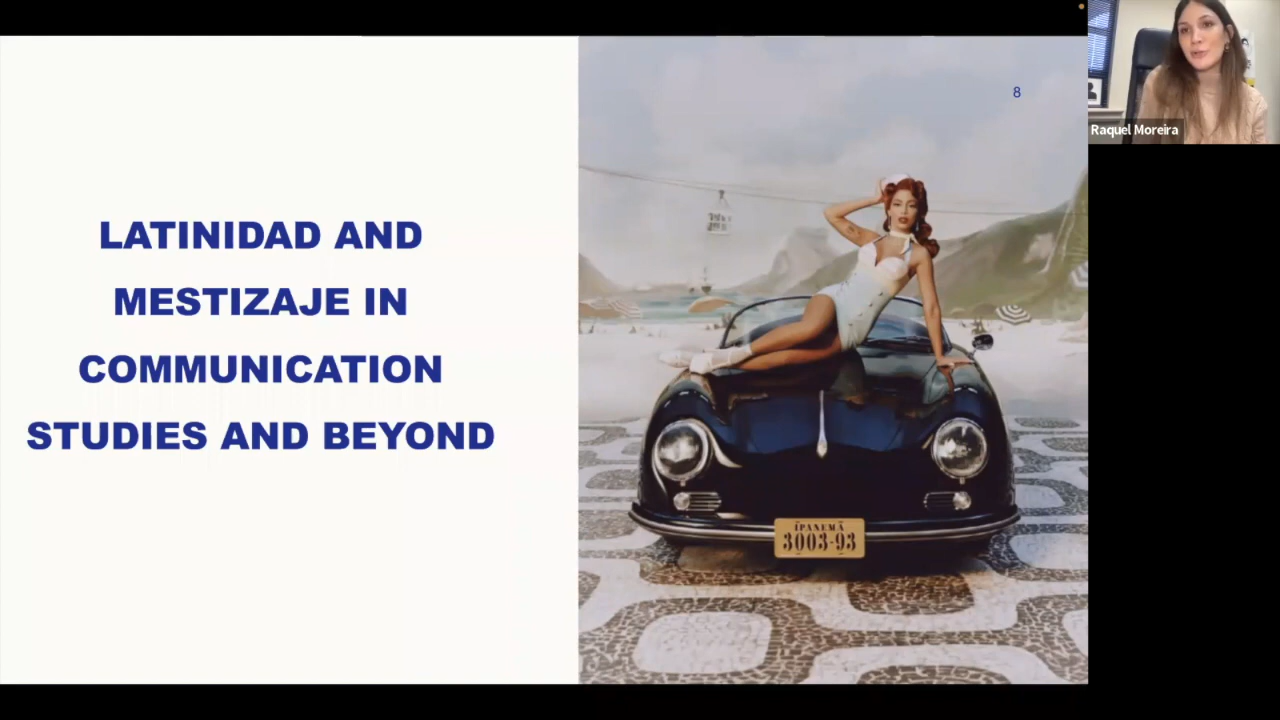 8
LATINIDAD AND
MESTIZAJE IN
COMMUNICATION
STUDIES AND BEYOND
IPANEMA
3003-93
Raquel Moreira